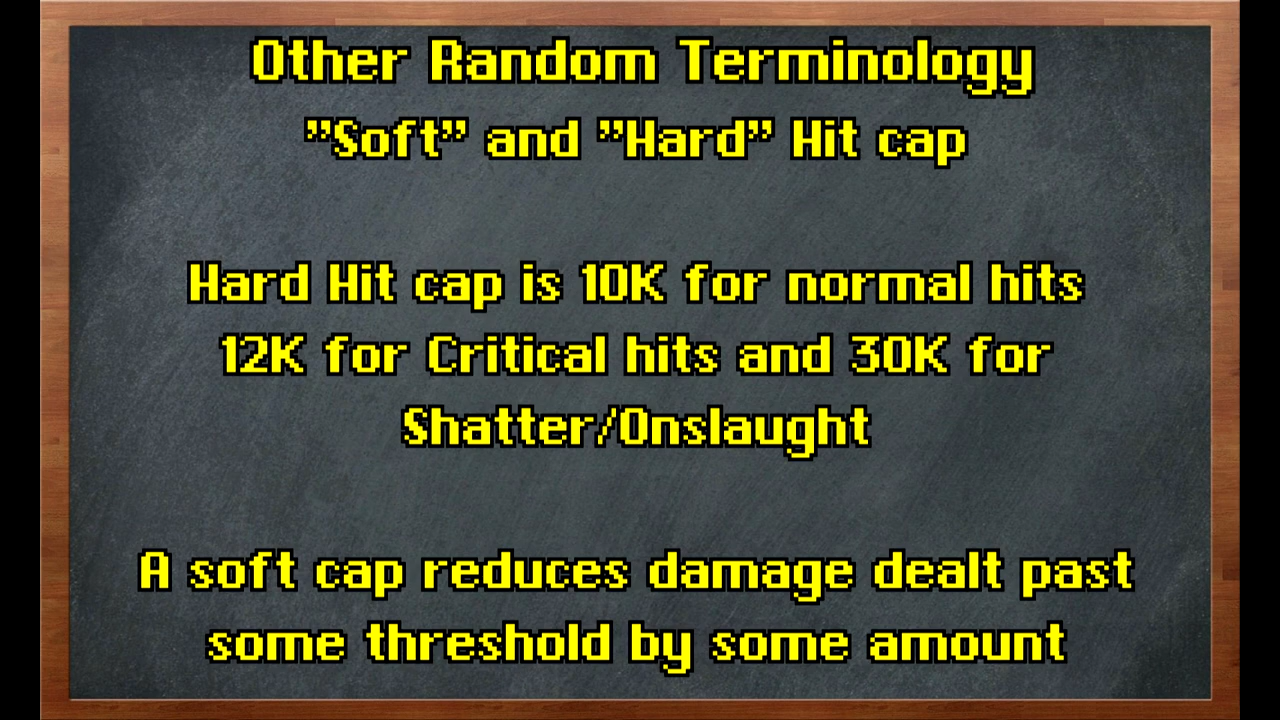 Other Random Terminology
”Soft” and ”Hard” Hit cap
Hard Hit cap is 10K for normal hits
12K for Critical hits and 30K for
Shatter/Onslaught
A soft cap reduces damage dealt past
some threshold by some amount